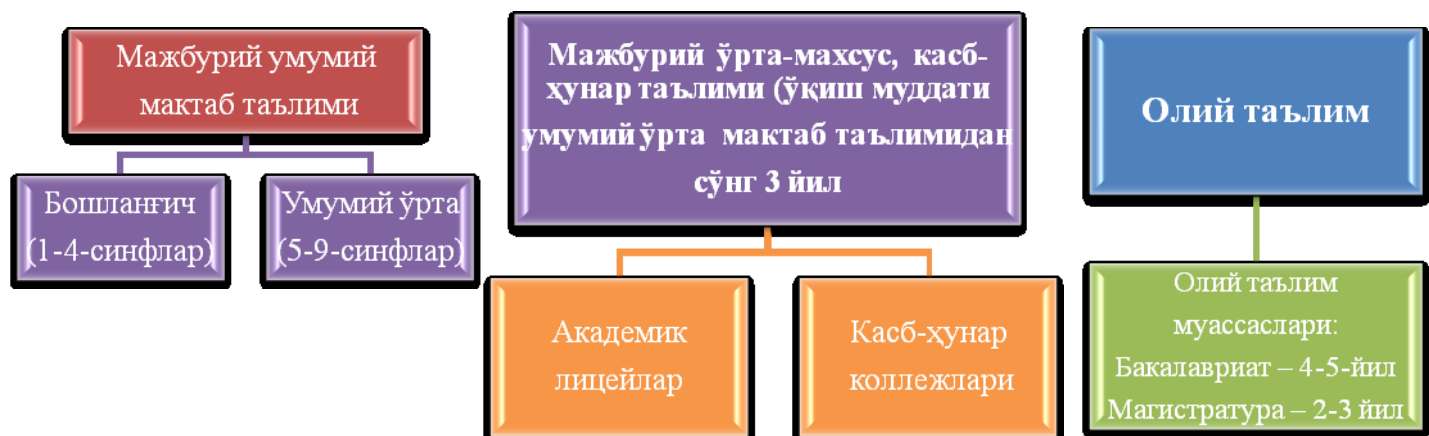 Мажбурий умумий
мактаб таълими
Бошланғич
(1-4-синфлар)
Умумий ўрта
(5-9-синфлар)
Мажбурий ўрта-махсус, касб-
ҳунар таълими (ўқиш муддати
умумий ўрта мактаб таълимидан
сўнг 3 йил
Академик
лицейлар
Касб-ҳунар
коллежлари
Олий таълим
Олий таълим
муассаслари:
Бакалавриат – 4-5-йил
Магистратура – 2-3 йил